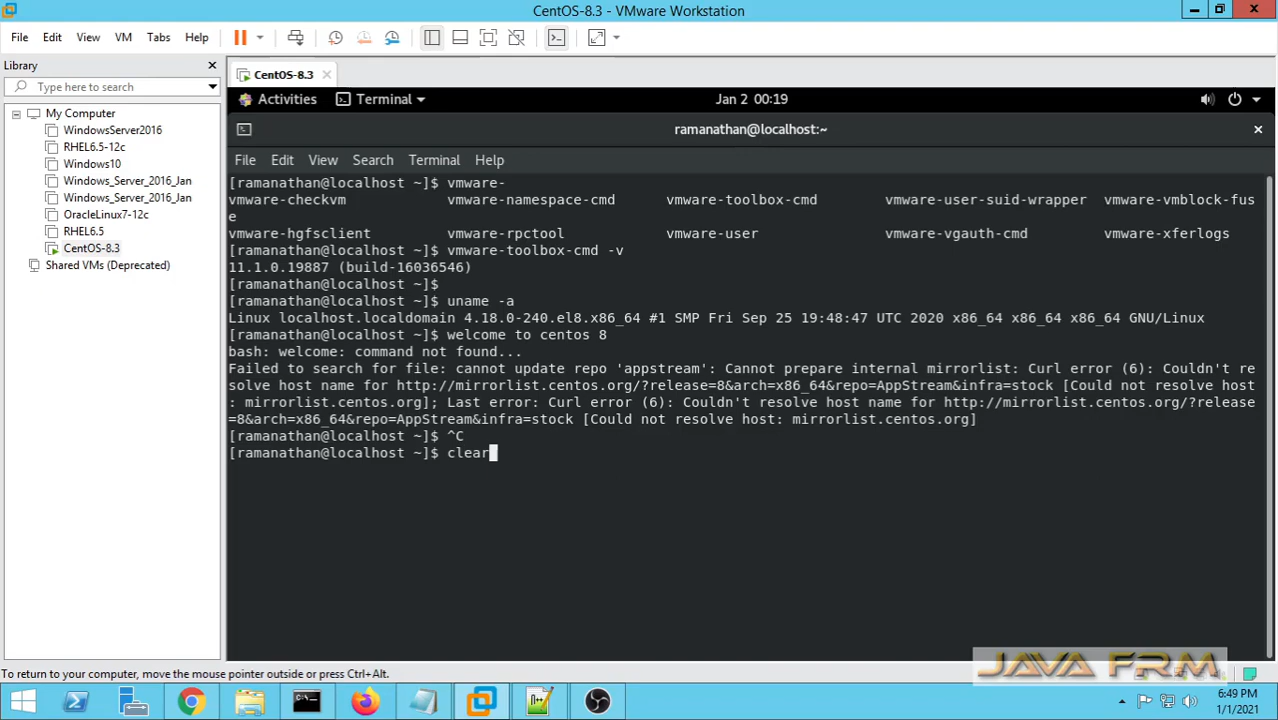 CentOS-8.3 - VMware Workstation
File Edit View VM Tabs Help
Library
Type here to search
My Computer
WindowsServer2016
RHEL6.5-12c
Windows10
Windows_Server_2016_Jan
Windows_Server_2016_Jan
OracleLinux7-12c
RHEL6.5
CentOS-8.3
Shared VMs (Deprecated)
CentOS-8.3
Activities Terminal Jan 2 00:19
ramanathan@localhost:~
File Edit View Search Terminal Help
[ramanathan@localhost ~]$ vmware-
vmware-checkvm vmware-namespace-cmd vmware-toolbox-cmd vmware-user-suid-wrapper vmware-vmblock-fus
e
vmware-hgfsclient vmware-rpctool vmware-user vmware-vgauth-cmd vmware-xferlogs
[ramanathan@localhost ~]$ vmware-toolbox-cmd -v
11.1.0.19887 (build-16036546)
[ramanathan@localhost ~]$
[ramanathan@localhost ~]$ uname -a
Linux localhost.localdomain 4.18.0-240.el8.x86_64 #1 SMP Fri Sep 25 19:48:47 UTC 2020 x86_64 x86_64 x86_64 GNU/Linux
[ramanathan@localhost ~]$ welcome to centos 8
bash: welcome: command not found...
Failed to search for file: cannot update repo 'appstream': Cannot prepare internal mirrorlist: Curl error (6): Couldn't re
solve host name for http://mirrorlist.centos.org/?release=8&arch=x86_64&repo=AppStream&infra=stock [Could not resolve host
: mirrorlist.centos.org]; Last error: Curl error (6): Couldn't resolve host name for http://mirrorlist.centos.org/?release
=8&arch=x86_64&repo=AppStream&infra=stock [Could not resolve host: mirrorlist.centos.org]
[ramanathan@localhost ~]$ ^C
[ramanathan@localhost ~]$ clear
To return to your computer, move the mouse pointer outside or press Ctrl+Alt.
JAVA FRM
6:49 PM
1/1/2021